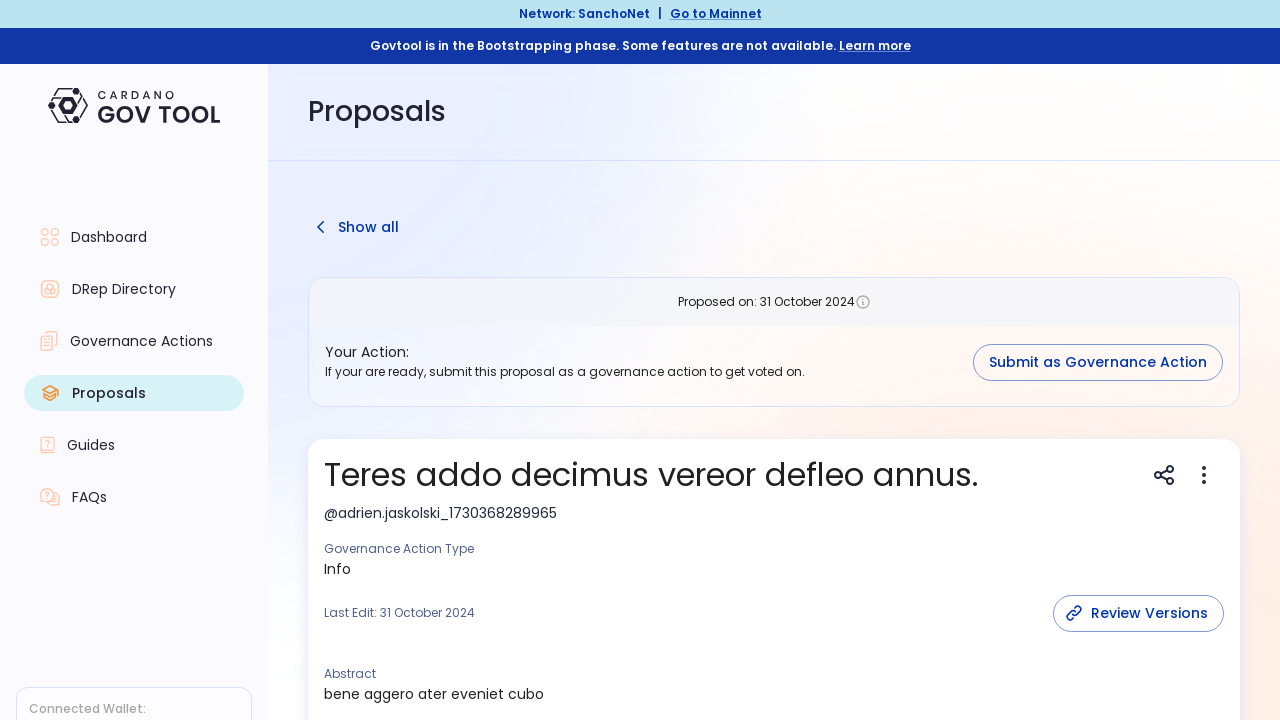 Network: SanchoNet | Go to Mainnet
Govtool is in the Bootstrapping phase. Some features are not available. Learn more
CARDANO
GOV TOOL
Proposals
Dashboard
DRep Directory
Governance Actions
Proposals
Guides
FAQs
Connected Wallet:
Show all
Proposed on: 31 October 2024
Your Action:
If your are ready, submit this proposal as a governance action to get voted on.
Submit as Governance Action
Teres addo decimus vereor defleo annus.
@adrien.jaskolski_1730368289965
Governance Action Type
Info
Last Edit: 31 October 2024
Review Versions
Abstract
bene aggero ater eveniet cubo